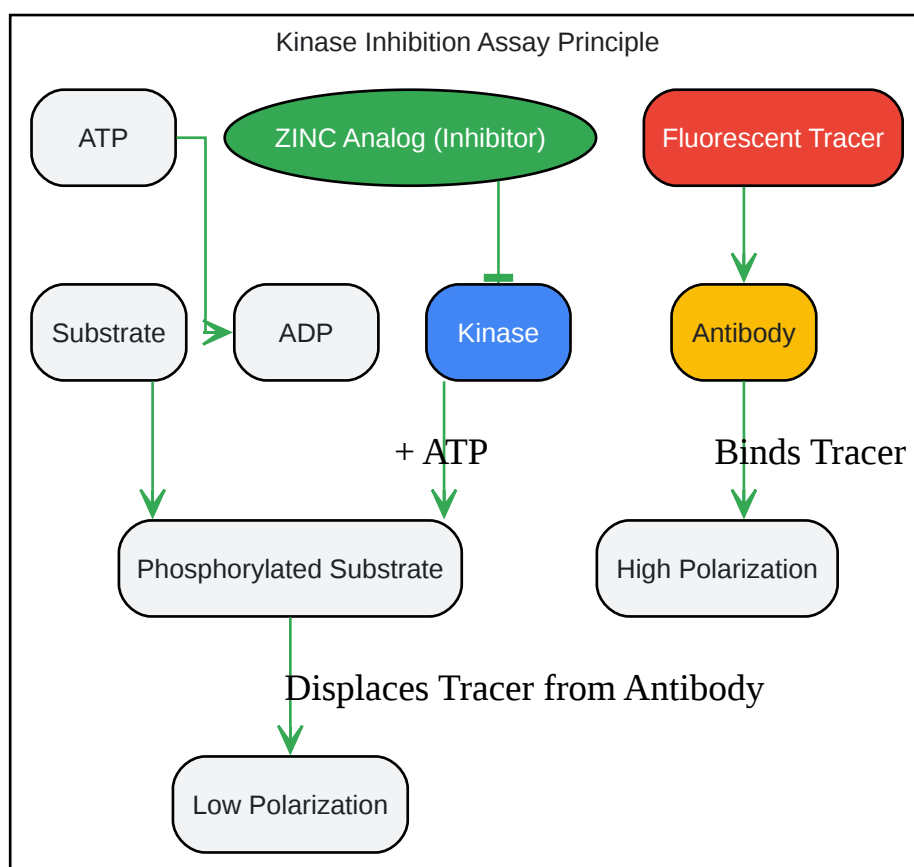 Kinase Inhibition Assay Principle
ATP
ZINC Analog (Inhibitor)
Fluorescent Tracer
Substrate
ADP
Kinase
Antibody
+ ATP
Binds Tracer
Phosphorylated Substrate
High Polarization
Displaces Tracer from Antibody
Low Polarization